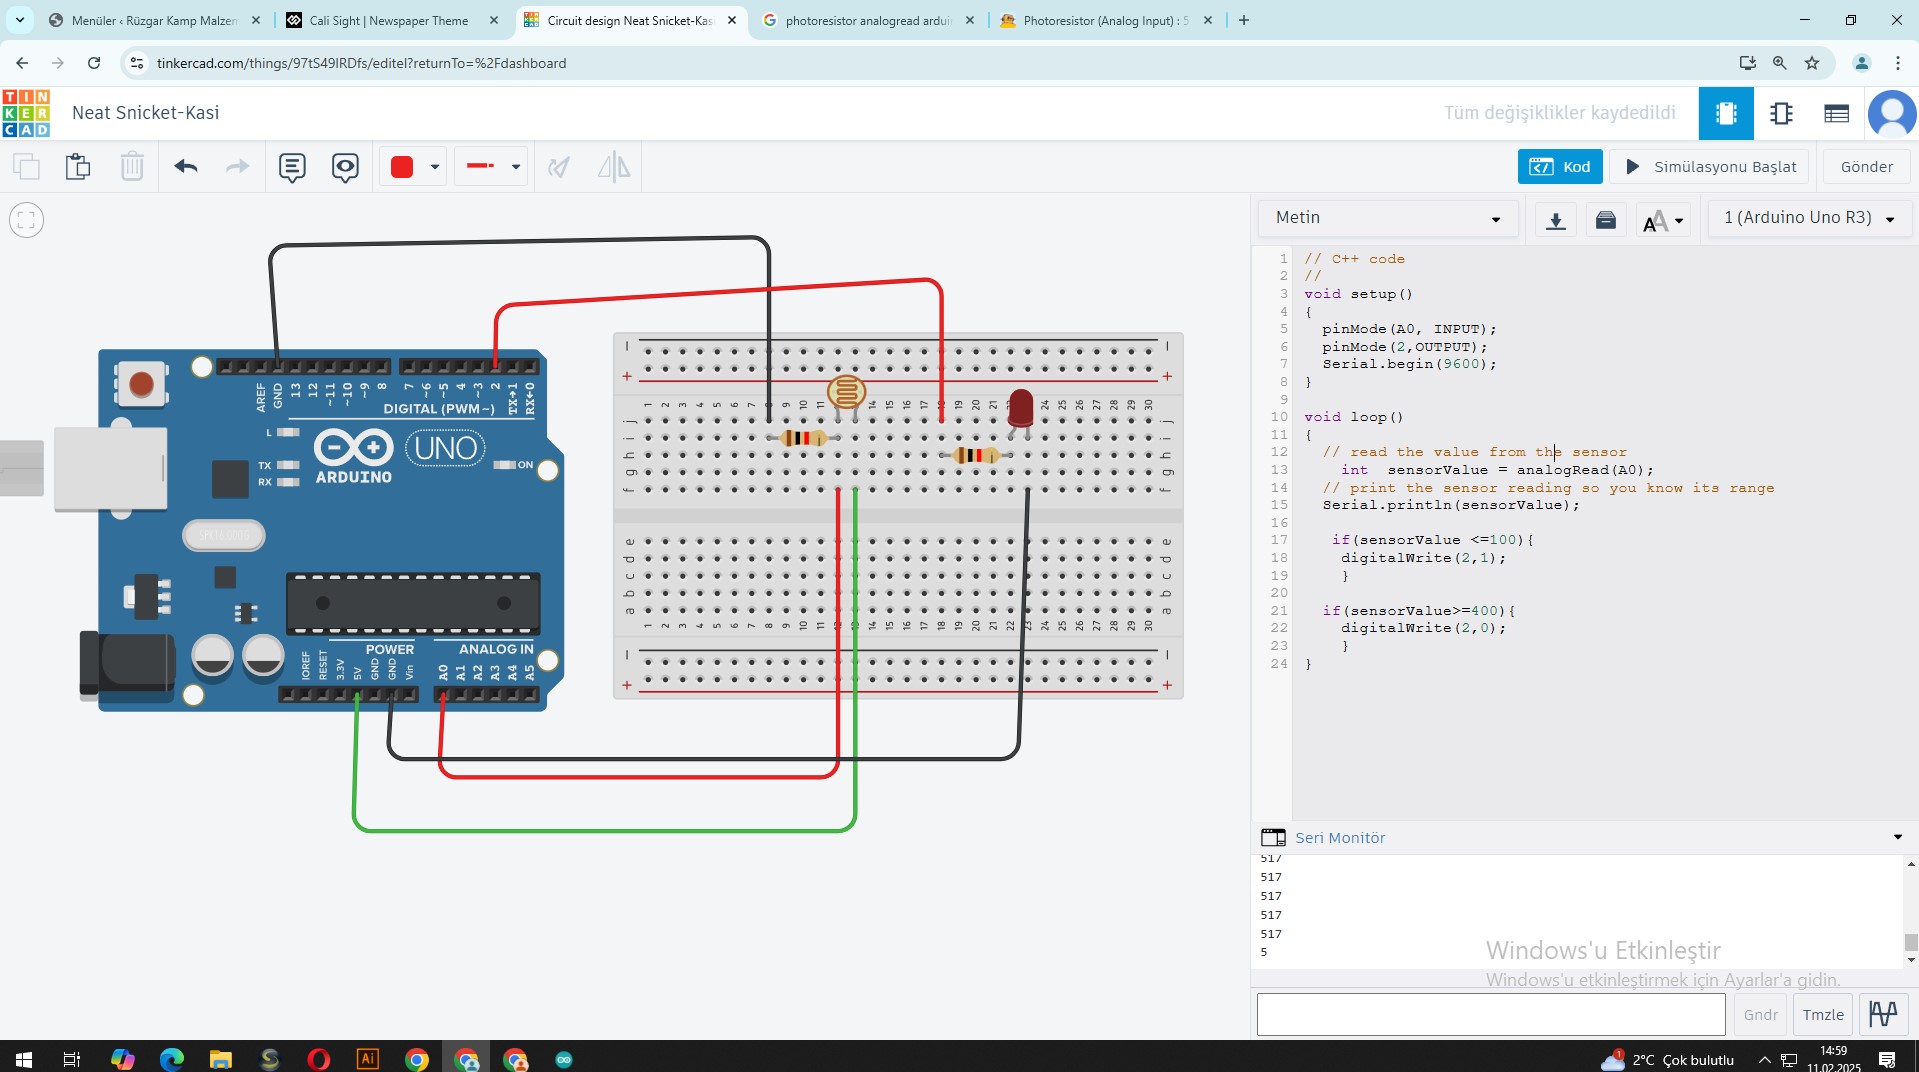 Menüler ‹ Rüzgar Kamp Malzem
Cali Sight | Newspaper Theme
Circuit design Neat Snicket-Kas
photoresistor analogread ardui
Photoresistor (Analog Input) : 5
tinkercad.com/things/97tS49IRDfs/editel?returnTo=%2Fdashboard
TINKERCAD
Neat Snicket-Kasi
Tüm değişiklikler kaydedildi
Kod
Simülasyonu Başlat
Gönder
Metin
1 (Arduino Uno R3)
AREF GND 13 12 ~11 ~10 ~9 8 7 ~6 ~5 4 ~3 2 TX→1 RX←0
DIGITAL (PWM~)
L
TX
RX
UNO
ON
ARDUINO
POWER
ANALOG IN
IOREF RESET 3.3V 5V GND GND Vin A0 A1 A2 A3 A4 A5
1 // C++ code
2 //
3 void setup()
4 {
5 pinMode(A0, INPUT);
6 pinMode(2,OUTPUT);
7 Serial.begin(9600);
8 }
9
10 void loop()
11 {
12 // read the value from the sensor
13 int sensorValue = analogRead(A0);
14 // print the sensor reading so you know its range
15 Serial.println(sensorValue);
16
17 if(sensorValue <=100){
18 digitalWrite(2,1);
19 }
20
21 if(sensorValue>=400){
22 digitalWrite(2,0);
23 }
24 }
Seri Monitör
517
517
517
517
517
5
Windows'u Etkinleştir
Windows'u etkinleştirmek için Ayarlar'a gidin.
Gndr
Tmzle
Ai
1
2°C Çok bulutlu
14:59
11.02.2025